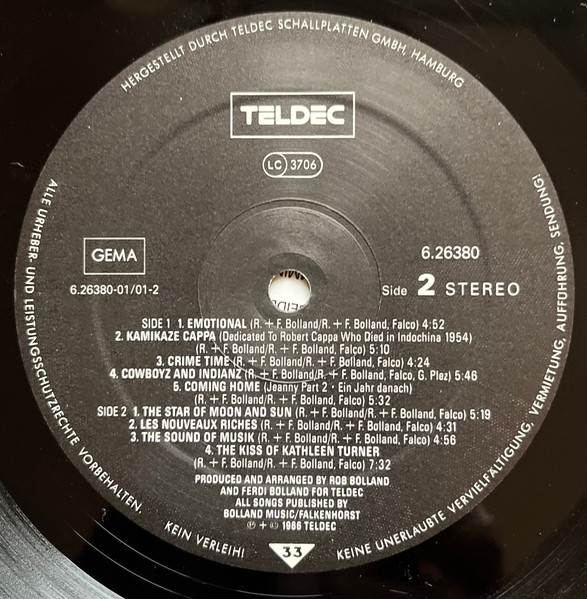 HERGESTELLT DURCH TELDEC SCHALLPLATTEN GMBH, HAMBURG
TELDEC
LC 3706
GEMA
6.26380
6.26380-01/01-2
Side 2 STEREO
SIDE 1 1. EMOTIONAL (R. + F. Bolland/R. + F. Bolland, Falco) 4:52
2. KAMIKAZE CAPPA (Dedicated To Robert Cappa Who Died in Indochina 1954)
(R. + F. Bolland/R. + F. Bolland, Falco) 5:10
3. CRIME TIME (R. + F. Bolland/R. + F. Bolland, Falco) 4:24
4. COWBOYZ AND INDIANZ (R. + F. Bolland/R. + F. Bolland, Falco, G. Plez) 5:46
5. COMING HOME (Jeanny Part 2 · Ein Jahr danach)
(R. + F. Bolland/R. + F. Bolland, Falco) 5:32
SIDE 2 1. THE STAR OF MOON AND SUN (R. + F. Bolland/R. + F. Bolland, Falco) 5:19
2. LES NOUVEAUX RICHES (R. + F. Bolland/R. + F. Bolland, Falco) 4:31
3. THE SOUND OF MUSIK (R. + F. Bolland/R. + F. Bolland, Falco) 4:56
4. THE KISS OF KATHLEEN TURNER
(R. + F. Bolland/R. + F. Bolland, Falco) 7:32
PRODUCED AND ARRANGED BY ROB BOLLAND
AND FERDI BOLLAND FOR TELDEC
ALL SONGS PUBLISHED BY
BOLLAND MUSIC/FALKENHORST
℗ + © 1986 TELDEC
33
ALLE URHEBER- UND LEISTUNGSSCHUTZRECHTE VORBEHALTEN. KEIN VERLEIH!
KEINE UNERLAUBTE VERVIELFÄLTIGUNG, VERMIETUNG, AUFFÜHRUNG, SENDUNG!